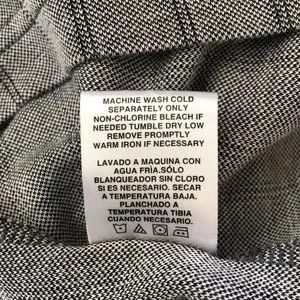 MACHINE WASH COLD
SEPARATELY ONLY
NON-CHLORINE BLEACH IF
NEEDED TUMBLE DRY LOW
REMOVE PROMPTLY
WARM IRON IF NECESSARY
LAVADO A MAQUINA CON
AGUA FRÍA.SÓLO
BLANQUEADOR SIN CLORO
SI ES NECESARIO. SECAR
A TEMPERATURA BAJA.
PLANCHADO A
TEMPERATURA TIBIA
CUANDO NECESARIO.